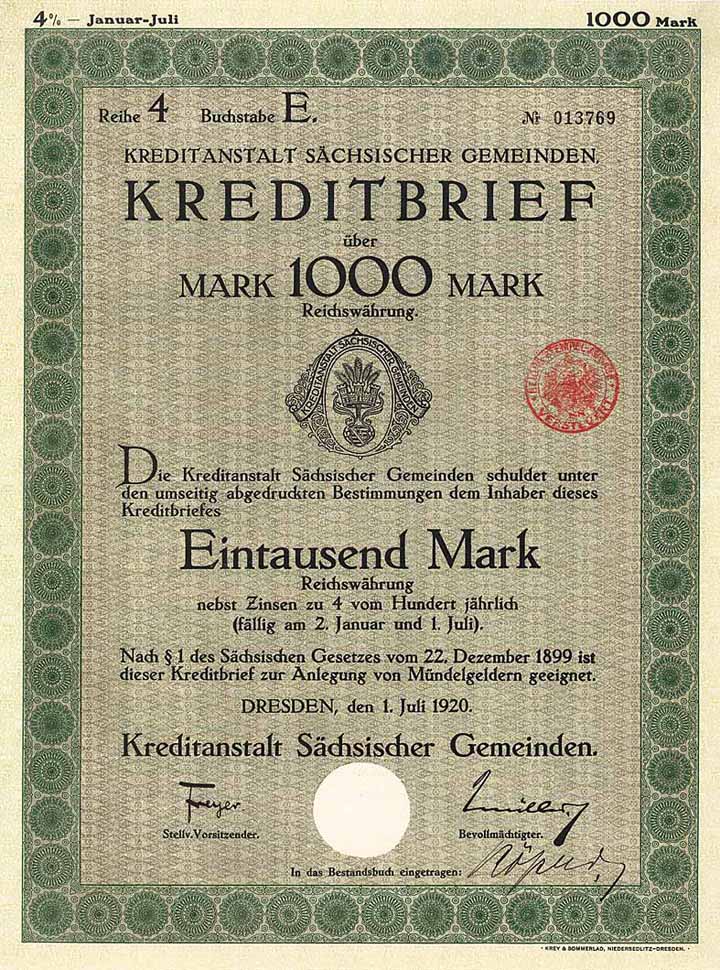 4% — Januar-Juli 1000 Mark
Reihe 4 Buchstabe E. № 013769
KREDITANSTALT SÄCHSISCHER GEMEINDEN.
KREDITBRIEF
über
MARK 1000 MARK
Reichswährung.
KREDITANSTALT SÄCHSISCHER GEMEINDEN
VERSTEUERT
Die Kreditanstalt Sächsischer Gemeinden schuldet unter
den umseitig abgedruckten Bestimmungen dem Inhaber dieses
Kreditbriefes
Eintausend Mark
Reichswährung
nebst Zinsen zu 4 vom Hundert jährlich
(fällig am 2. Januar und 1. Juli).
Nach § 1 des Sächsischen Gesetzes vom 22. Dezember 1899 ist
dieser Kreditbrief zur Anlegung von Mündelgeldern geeignet.
DRESDEN, den 1. Juli 1920.
Kreditanstalt Sächsischer Gemeinden.
Freyer
Stellv. Vorsitzender. Bevollmächtigter.
In das Bestandsbuch eingetragen:
· KREY & SOMMERLAD, NIEDERSEDLITZ-DRESDEN. ·